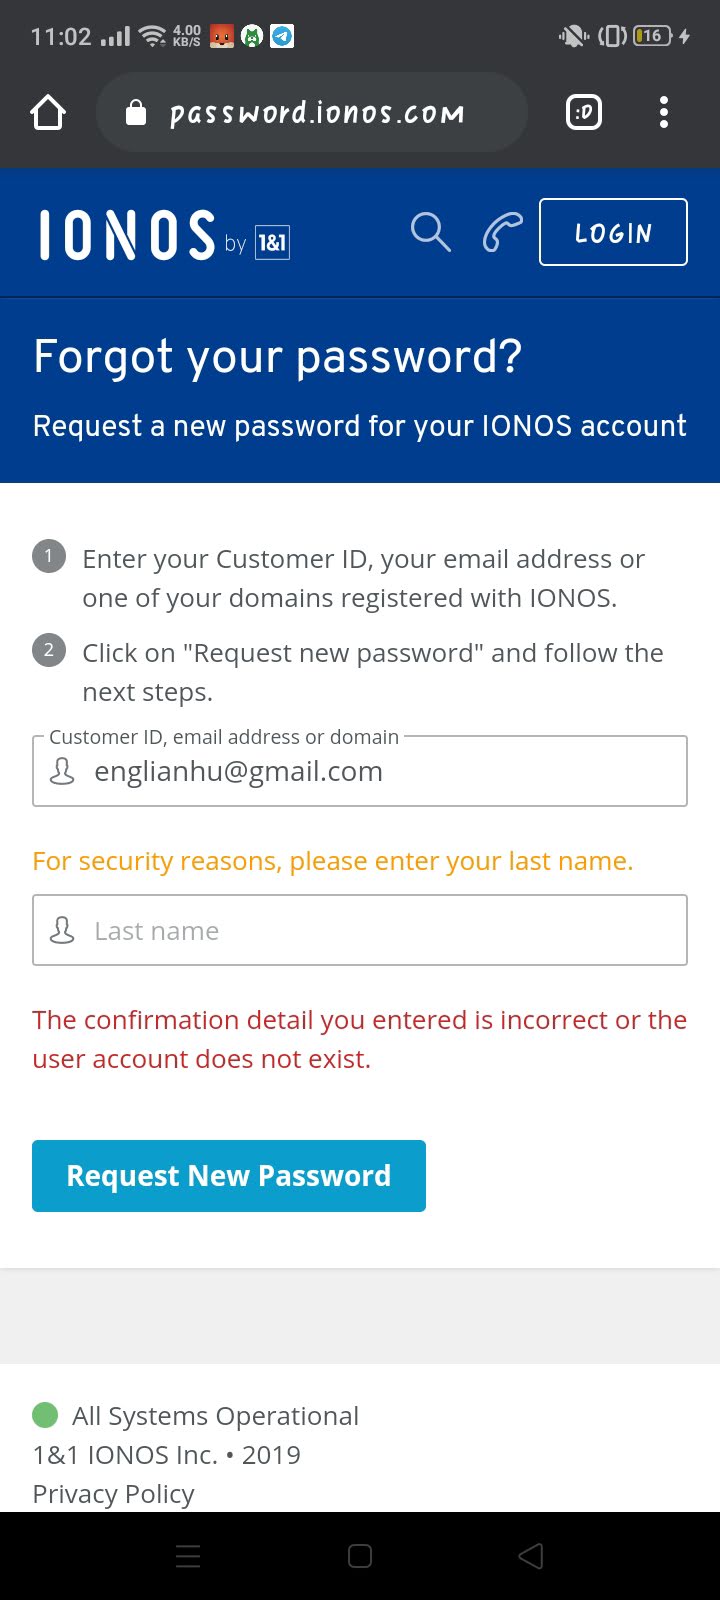 11:02 4.00 KB/S 16
password.ionos.com :D
IONOS by 1&1 LOGIN
Forgot your password?
Request a new password for your IONOS account
1 Enter your Customer ID, your email address or
one of your domains registered with IONOS.
2 Click on "Request new password" and follow the
next steps.
Customer ID, email address or domain
englianhu@gmail.com
For security reasons, please enter your last name.
Last name
The confirmation detail you entered is incorrect or the
user account does not exist.
Request New Password
All Systems Operational
1&1 IONOS Inc. • 2019
Privacy Policy